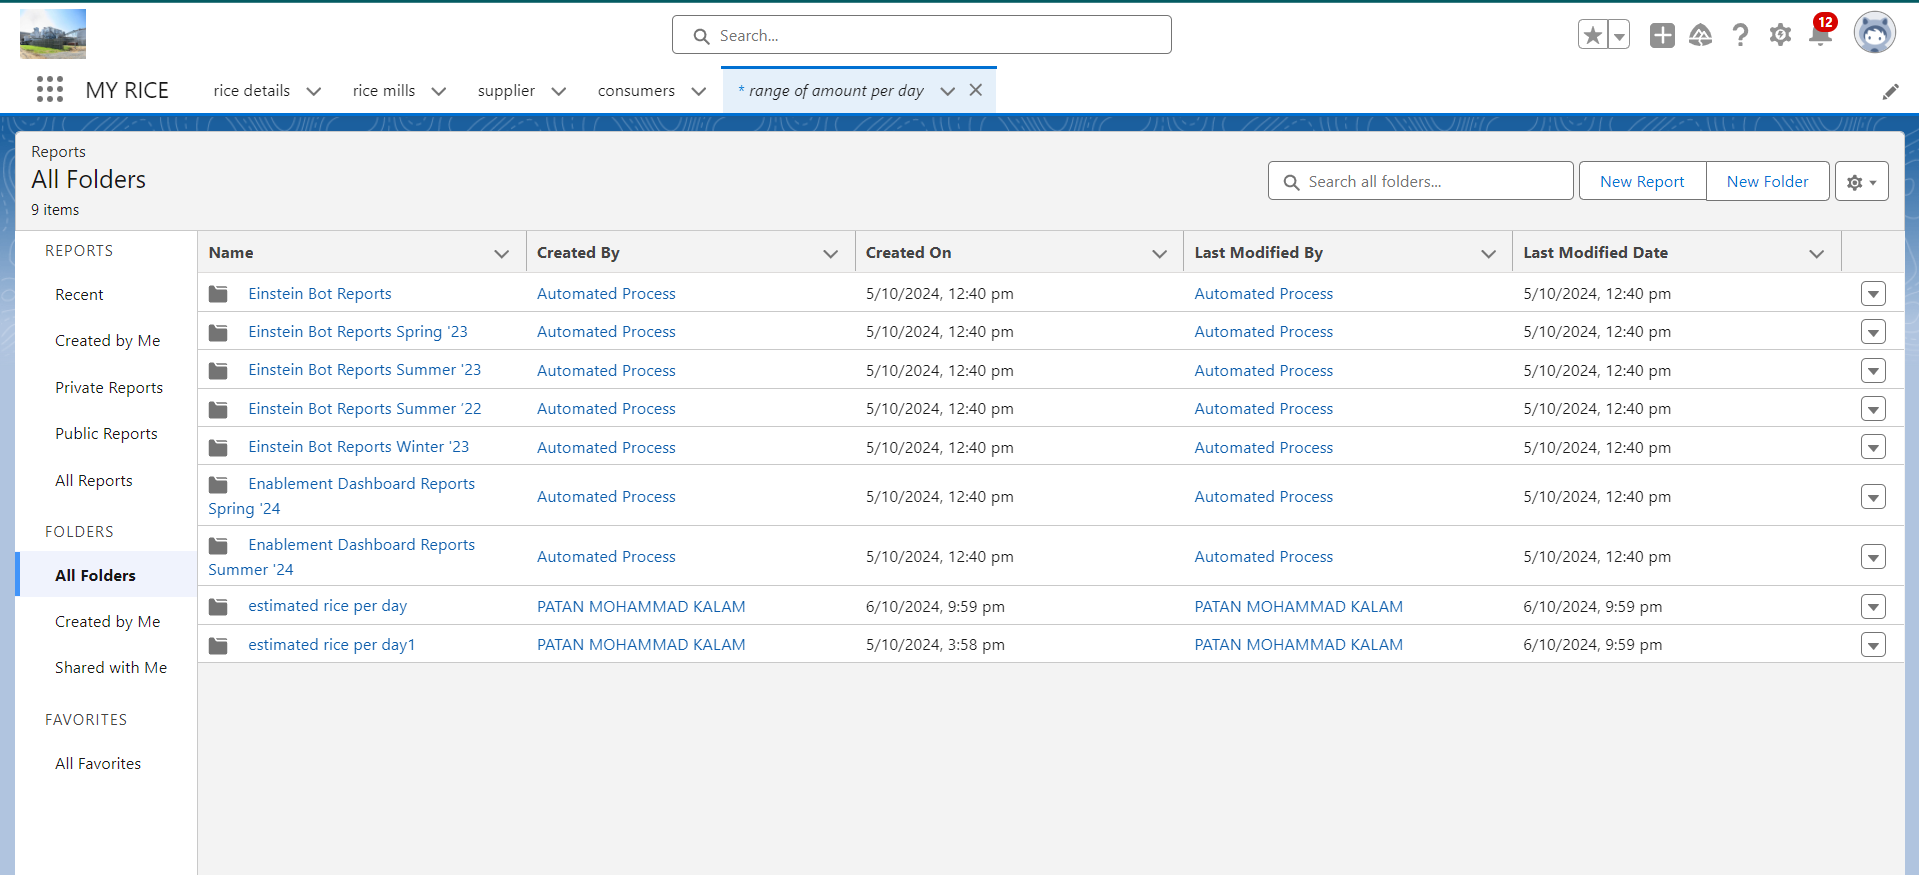 Search...
12
MY RICE
rice details
rice mills
supplier
consumers
* range of amount per day
Reports
All Folders
9 items
Search all folders...
New Report
New Folder
REPORTS
Recent
Created by Me
Private Reports
Public Reports
All Reports
FOLDERS
All Folders
Created by Me
Shared with Me
FAVORITES
All Favorites
Name Created By Created On Last Modified By Last Modified Date
Einstein Bot Reports Automated Process 5/10/2024, 12:40 pm Automated Process 5/10/2024, 12:40 pm
Einstein Bot Reports Spring '23 Automated Process 5/10/2024, 12:40 pm Automated Process 5/10/2024, 12:40 pm
Einstein Bot Reports Summer '23 Automated Process 5/10/2024, 12:40 pm Automated Process 5/10/2024, 12:40 pm
Einstein Bot Reports Summer '22 Automated Process 5/10/2024, 12:40 pm Automated Process 5/10/2024, 12:40 pm
Einstein Bot Reports Winter '23 Automated Process 5/10/2024, 12:40 pm Automated Process 5/10/2024, 12:40 pm
Enablement Dashboard Reports
Spring '24 Automated Process 5/10/2024, 12:40 pm Automated Process 5/10/2024, 12:40 pm
Enablement Dashboard Reports
Summer '24 Automated Process 5/10/2024, 12:40 pm Automated Process 5/10/2024, 12:40 pm
estimated rice per day PATAN MOHAMMAD KALAM 6/10/2024, 9:59 pm PATAN MOHAMMAD KALAM 6/10/2024, 9:59 pm
estimated rice per day1 PATAN MOHAMMAD KALAM 5/10/2024, 3:58 pm PATAN MOHAMMAD KALAM 6/10/2024, 9:59 pm